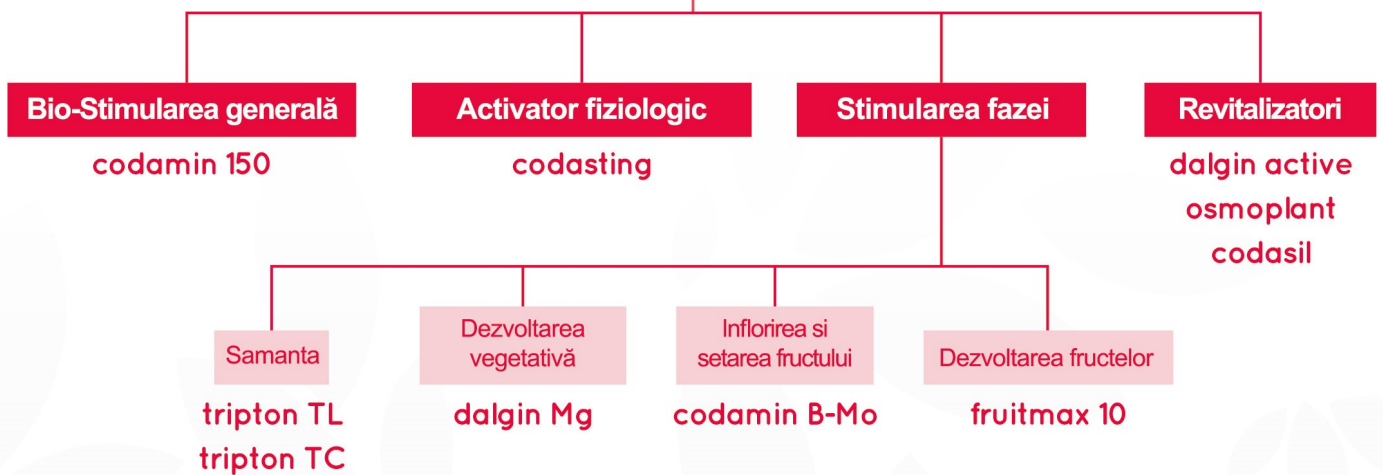 Bio-Stimularea generală
codamin 150
Activator fiziologic
codasting
Stimularea fazei
Revitalizatori
dalgin active
osmoplant
codasil
Samanta
tripton TL
tripton TC
Dezvoltarea
vegetativă
dalgin Mg
Inflorirea si
setarea fructului
codamin B-Mo
Dezvoltarea fructelor
fruitmax 10